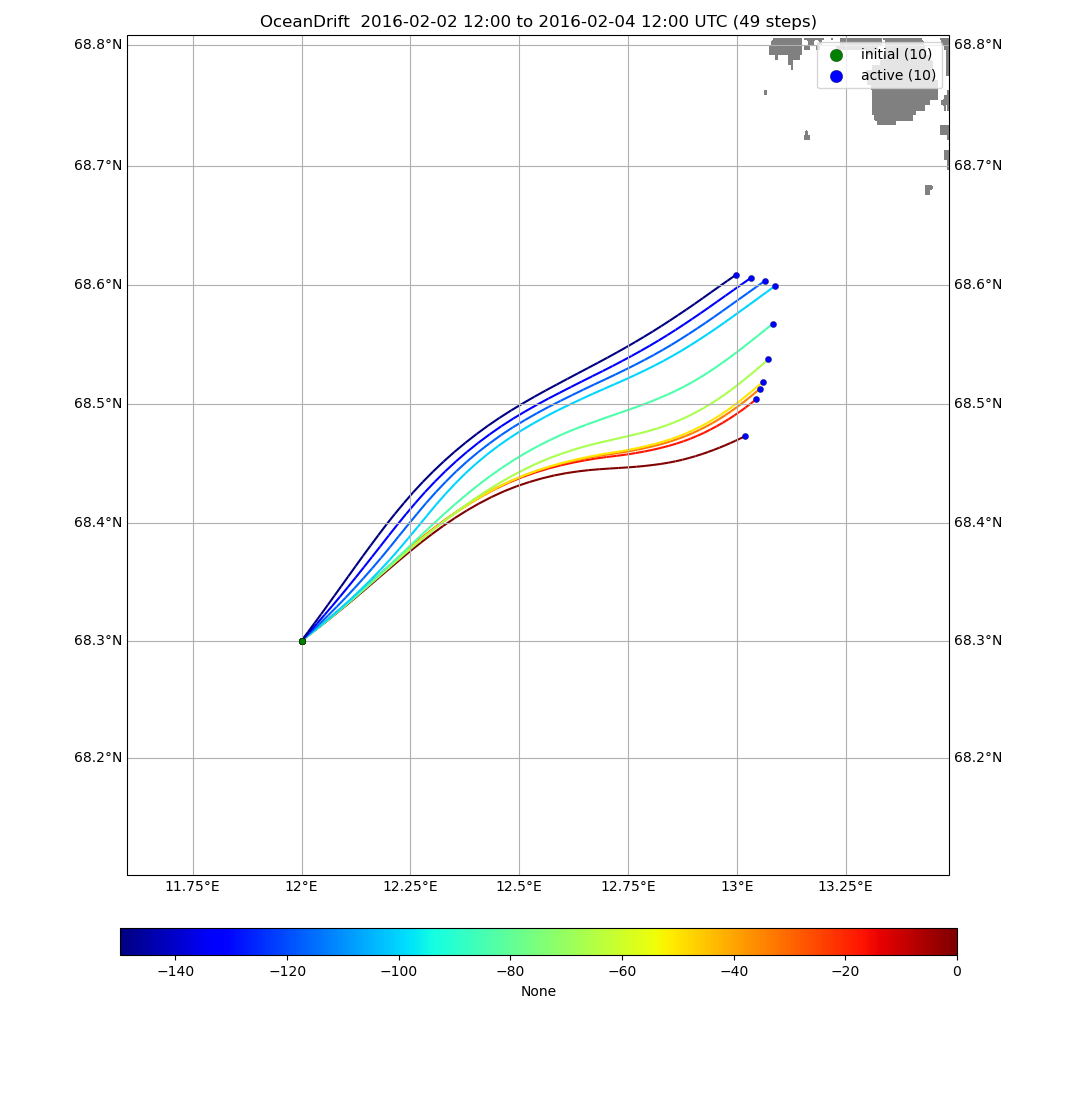 OceanDrift  2016-02-02 12:00 to 2016-02-04 12:00 UTC (49 steps)
68.8°N
68.8°N
initial (10)
active (10)
68.7°N
68.7°N
68.6°N
68.6°N
68.5°N
68.5°N
68.4°N
68.4°N
68.3°N
68.3°N
68.2°N
68.2°N
11.75°E 12°E 12.25°E 12.5°E 12.75°E 13°E 13.25°E
−140 −120 −100 −80 −60 −40 −20 0
None